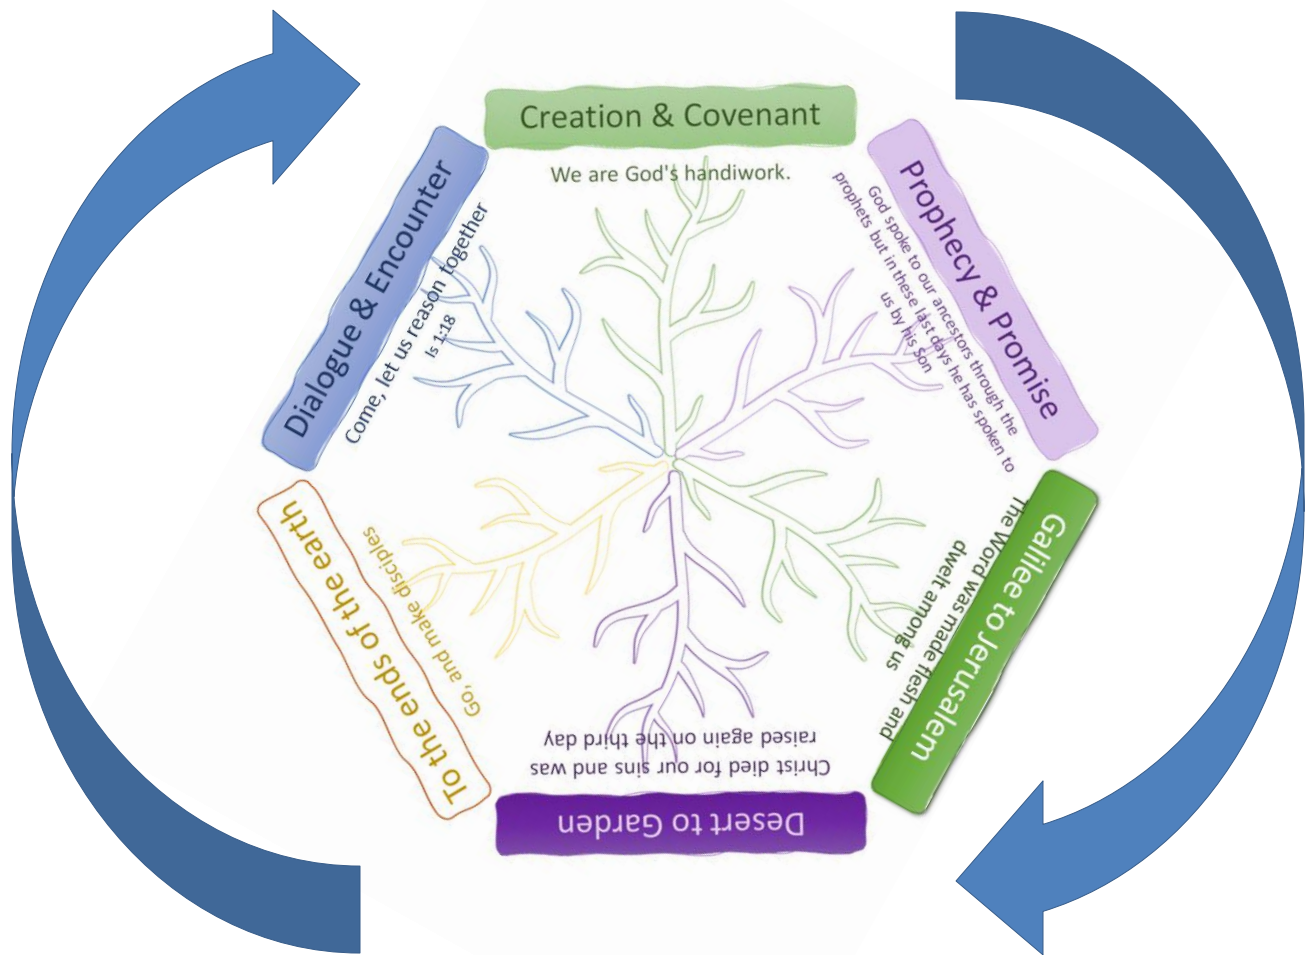 Creation & Covenant
We are God's handiwork.
Prophecy & Promise
God spoke to our ancestors through the
prophets but in these last days he has spoken to
us by his Son
Galilee to Jerusalem
The Word was made flesh and
dwelt among us
Desert to Garden
Christ died for our sins and was
raised again on the third day
To the ends of the earth
Go, and make disciples
Dialogue & Encounter
Come, let us reason together
Is 1:18